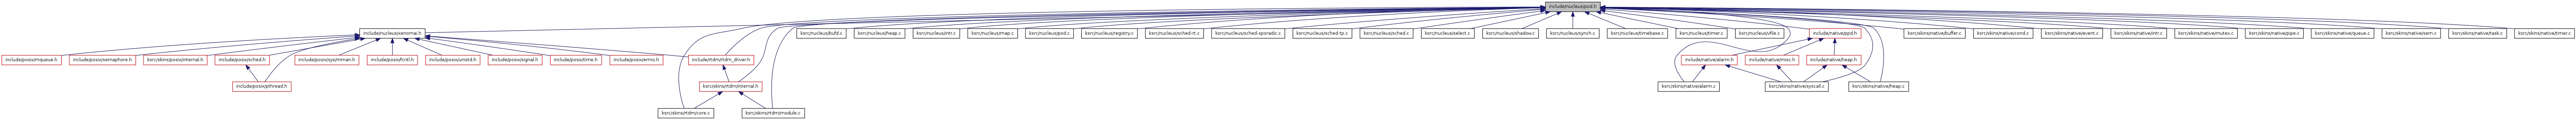 include/nucleus/pod.h
include/nucleus/xenomai.h
ksrc/nucleus/bufd.c
ksrc/nucleus/heap.c
ksrc/nucleus/intr.c
ksrc/nucleus/map.c
ksrc/nucleus/pod.c
ksrc/nucleus/registry.c
ksrc/nucleus/sched-rt.c
ksrc/nucleus/sched-sporadic.c
ksrc/nucleus/sched-tp.c
ksrc/nucleus/sched.c
ksrc/nucleus/select.c
ksrc/nucleus/shadow.c
ksrc/nucleus/synch.c
ksrc/nucleus/timebase.c
ksrc/nucleus/timer.c
ksrc/nucleus/vfile.c
include/native/ppd.h
ksrc/skins/native/buffer.c
ksrc/skins/native/cond.c
ksrc/skins/native/event.c
ksrc/skins/native/intr.c
ksrc/skins/native/mutex.c
ksrc/skins/native/pipe.c
ksrc/skins/native/queue.c
ksrc/skins/native/sem.c
ksrc/skins/native/task.c
ksrc/skins/native/timer.c
include/posix/mqueue.h
include/posix/semaphore.h
ksrc/skins/posix/internal.h
include/posix/sched.h
include/posix/sys/mman.h
include/posix/fcntl.h
include/posix/unistd.h
include/posix/signal.h
include/posix/time.h
include/posix/errno.h
include/rtdm/rtdm_driver.h
include/native/alarm.h
include/native/misc.h
include/native/heap.h
include/posix/pthread.h
ksrc/skins/rtdm/internal.h
ksrc/skins/native/alarm.c
ksrc/skins/native/syscall.c
ksrc/skins/native/heap.c
ksrc/skins/rtdm/core.c
ksrc/skins/rtdm/module.c